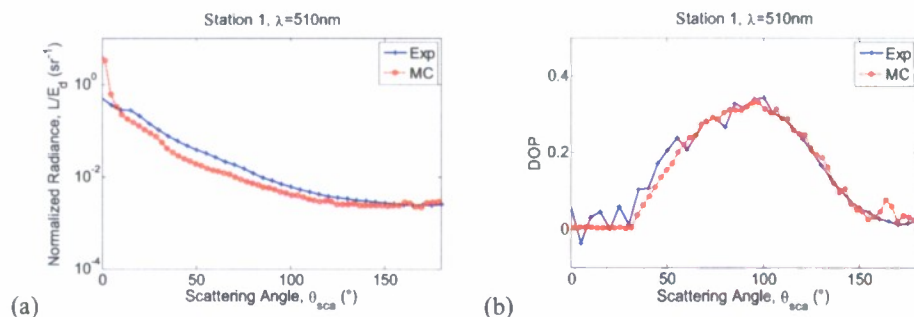 Station 1, λ=510nm
Normalized Radiance, L/E_d (sr⁻¹)
10⁰
10⁻²
10⁻⁴
0 50 100 150
Scattering Angle, θ_sca (°)
Exp
MC
(a)
Station 1, λ=510nm
DOP
0.4
0.2
0
0 50 100 150
Scattering Angle, θ_sca (°)
Exp
MC
(b)